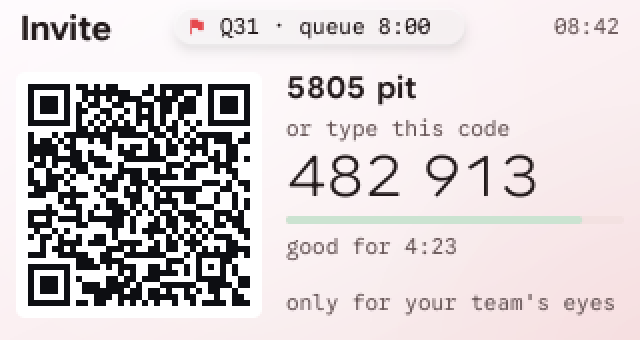 Invite
Q31 · queue 8:00
08:42
5805 pit
or type this code
482 913
good for 4:23
only for your team's eyes